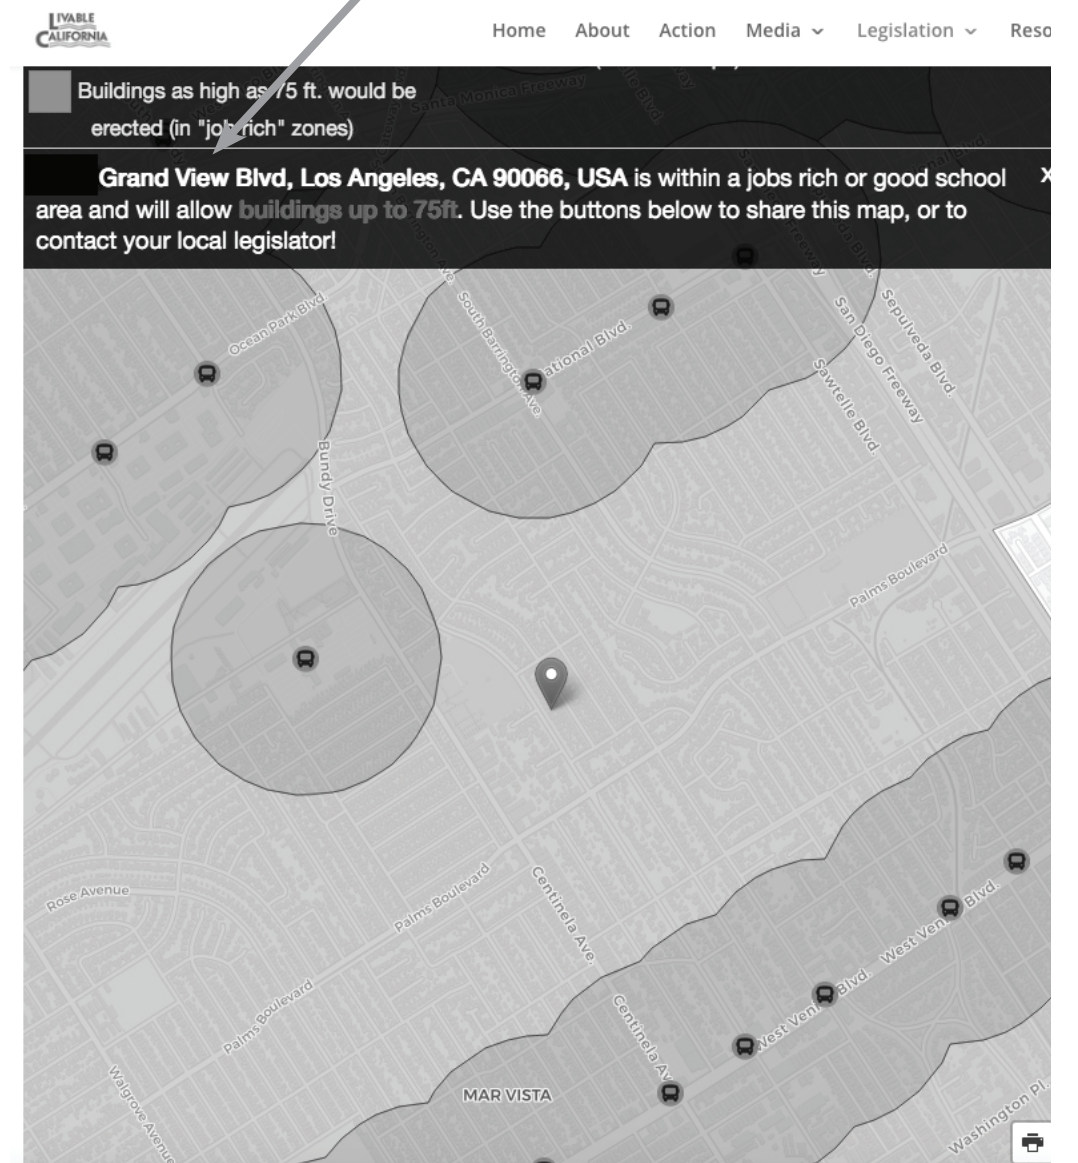 LIVABLE
CALIFORNIA
Home About Action Media Legislation Reso
Buildings as high as 75 ft. would be
erected (in "job rich" zones)
Santa Monica Freeway
Grand View Blvd, Los Angeles, CA 90066, USA is within a jobs rich or good school X
area and will allow buildings up to 75ft. Use the buttons below to share this map, or to
contact your local legislator!
Ocean Park Blvd.
South Barrington Ave.
National Blvd.
San Diego Freeway
Sepulveda Blvd.
Sawtelle Blvd.
Bundy Drive
Palms Boulevard
Rose Avenue
Palms Boulevard
Centinela Ave.
West Ven Blvd.
Palms Boulevard
West Ven Blvd.
Centinela Av
Walgrove Avenue
MAR VISTA
Washington Pl.